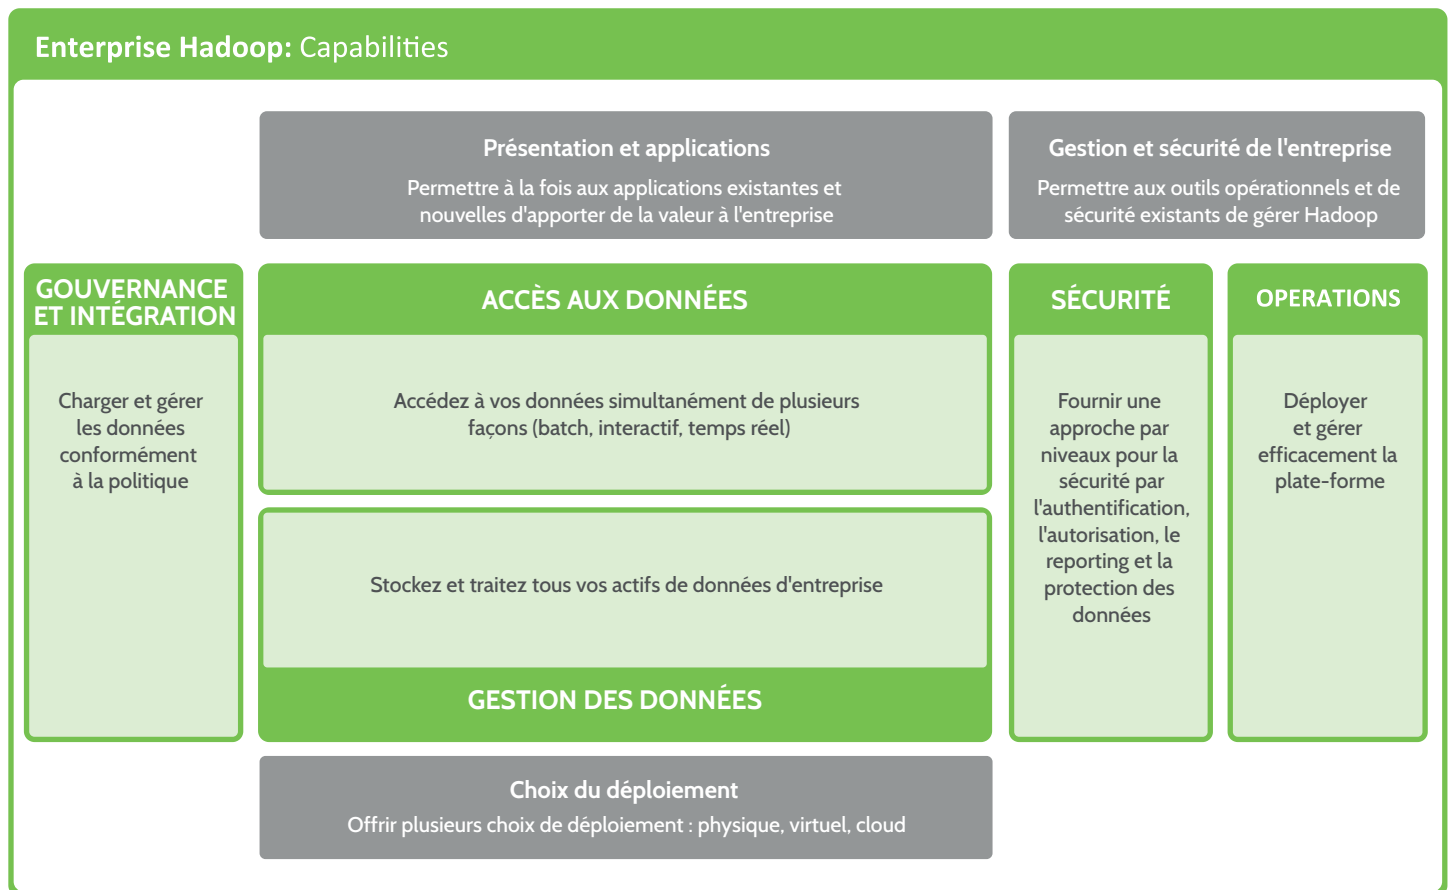 Enterprise Hadoop: Capabilities
Présentation et applications
Permettre à la fois aux applications existantes et
nouvelles d'apporter de la valeur à l'entreprise
Gestion et sécurité de l'entreprise
Permettre aux outils opérationnels et de
sécurité existants de gérer Hadoop
GOUVERNANCE
ET INTÉGRATION
Charger et gérer
les données
conformément
à la politique
ACCÈS AUX DONNÉES
Accédez à vos données simultanément de plusieurs
façons (batch, interactif, temps réel)
Stockez et traitez tous vos actifs de données d'entreprise
GESTION DES DONNÉES
SÉCURITÉ
Fournir une
approche par
niveaux pour la
sécurité par
l'authentification,
l'autorisation, le
reporting et la
protection des
données
OPERATIONS
Déployer
et gérer
efficacement la
plate-forme
Choix du déploiement
Offrir plusieurs choix de déploiement : physique, virtuel, cloud